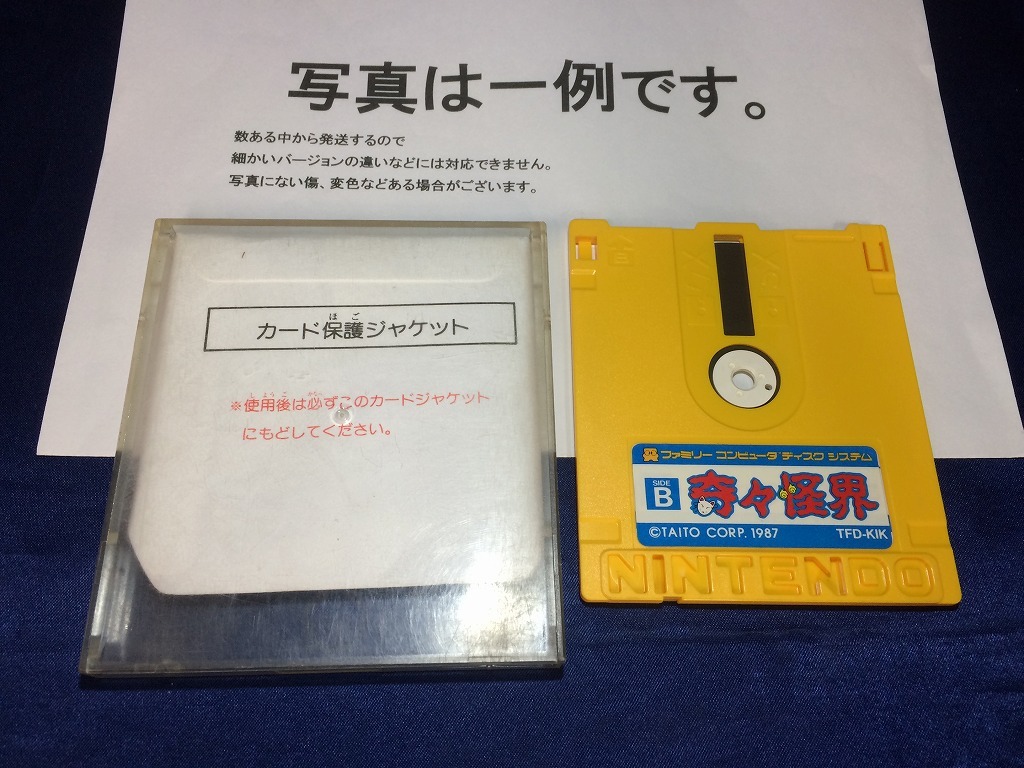 写真は一例です。
数ある中から発送するので
細かいバージョンの違いなどには対応できません。
写真にない傷、変色などある場合がございます。
カード保護ジャケット
※使用後は必ずこのカードジャケット
にもどしてください。
ファミリー コンピュータ ディスク システム
SIDE
B
奇々怪界
©TAITO CORP. 1987 TFD-KIK
NINTENDO